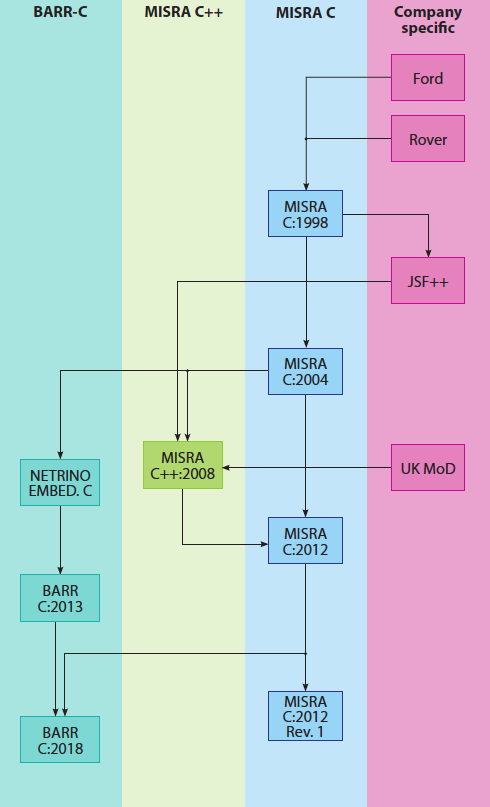 BARR-C
MISRA C++
MISRA C
Company
specific
Ford
Rover
MISRA
C:1998
JSF++
MISRA
C:2004
MISRA
C++:2008
UK MoD
NETRINO
EMBED. C
MISRA
C:2012
BARR
C:2013
MISRA
C:2012
Rev. 1
BARR
C:2018